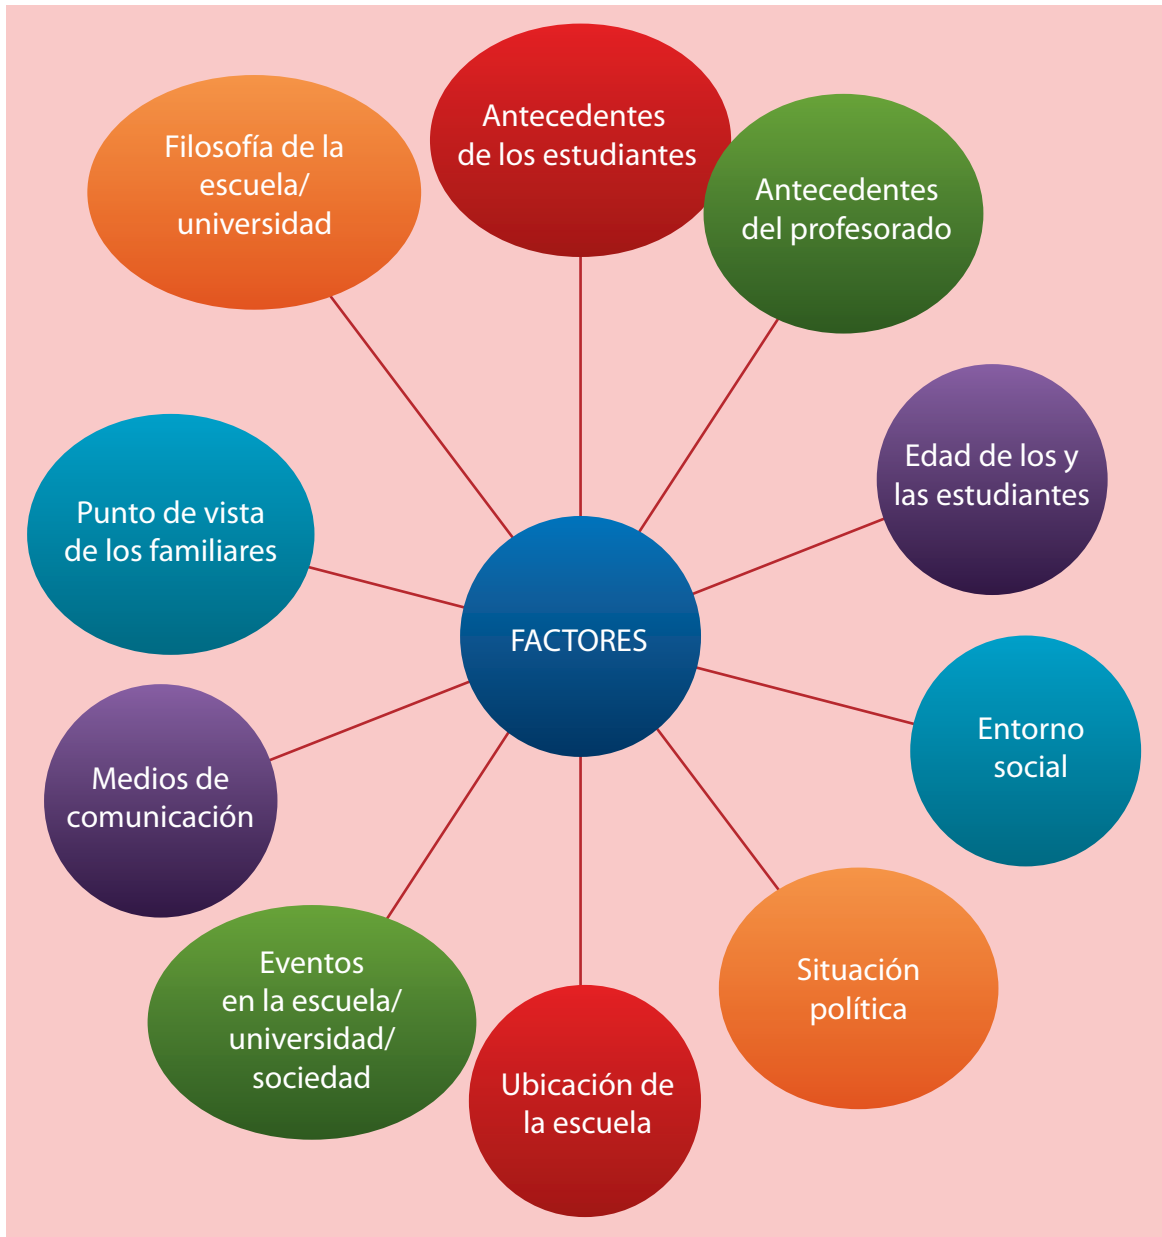 Antecedentes
de los estudiantes
Antecedentes
del profesorado
Edad de los y
las estudiantes
Entorno
social
Situación
política
Ubicación de
la escuela
Eventos
en la escuela/
universidad/
sociedad
Medios de
comunicación
Punto de vista
de los familiares
Filosofía de la
escuela/
universidad
FACTORES